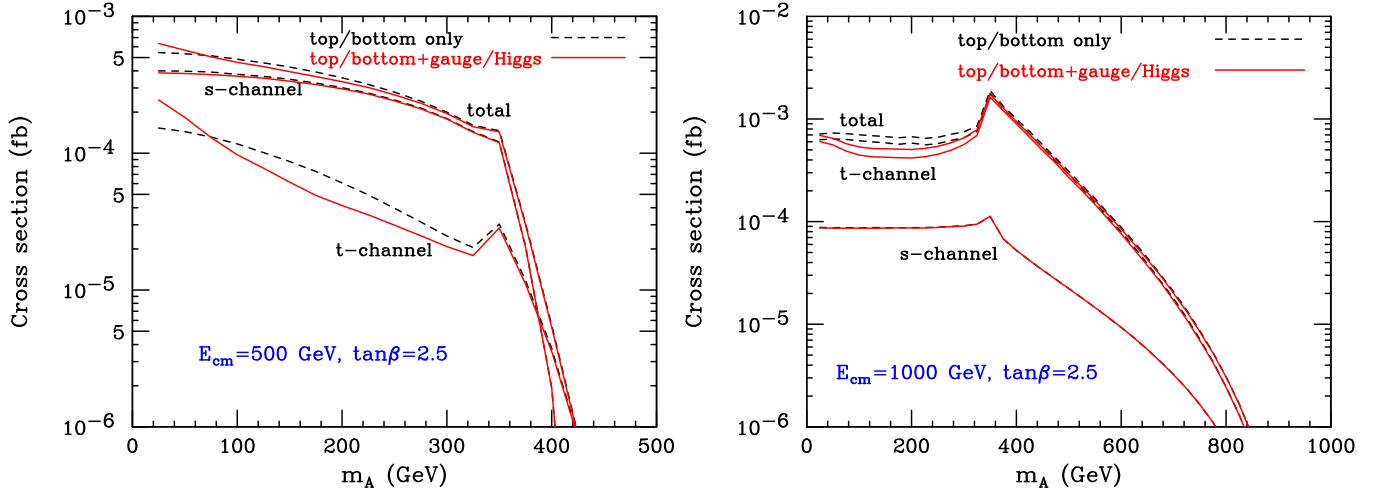 10⁻³
5
10⁻⁴
5
10⁻⁵
5
10⁻⁶
Cross section (fb)
top/bottom only
top/bottom+gauge/Higgs
s-channel
total
t-channel
E_cm=500 GeV, tanβ=2.5
0 100 200 300 400 500
m_A (GeV)
10⁻²
10⁻³
10⁻⁴
10⁻⁵
10⁻⁶
Cross section (fb)
top/bottom only
top/bottom+gauge/Higgs
total
t-channel
s-channel
E_cm=1000 GeV, tanβ=2.5
0 200 400 600 800 1000
m_A (GeV)